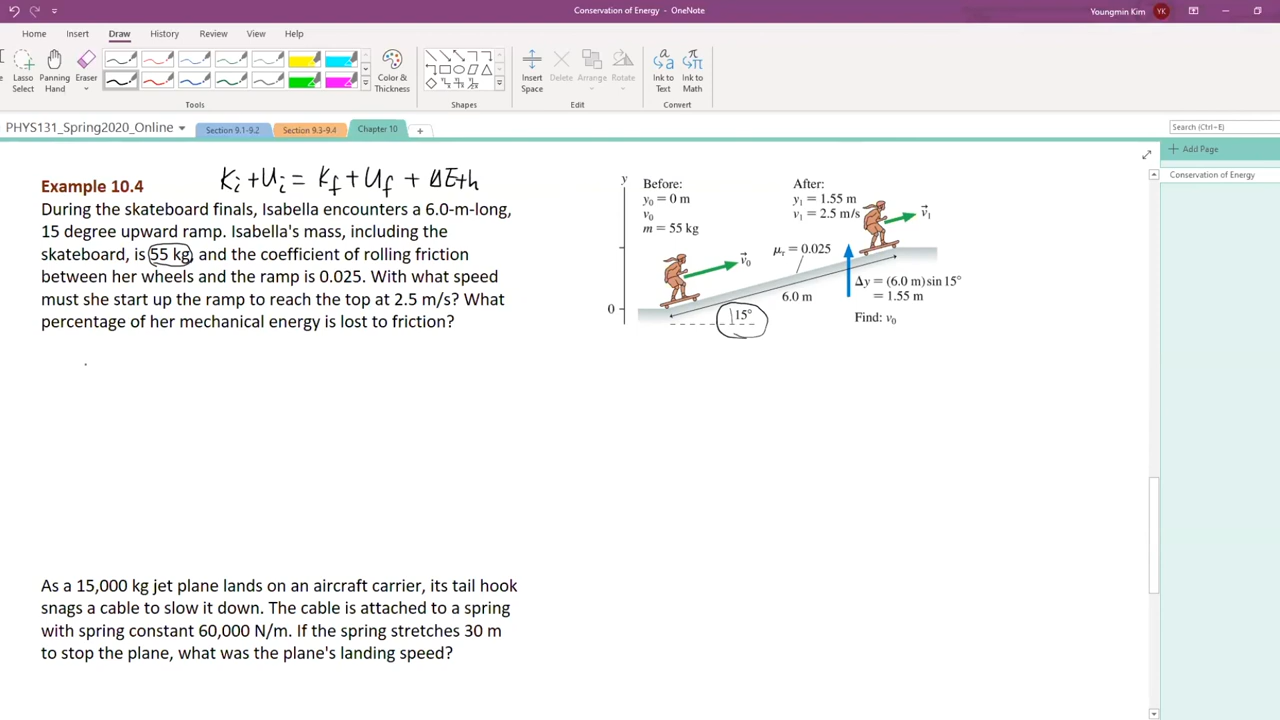 Conservation of Energy - OneNote
Youngmin Kim
YK
Home
Insert
Draw
History
Review
View
Help
Lasso Select
Panning Hand
Eraser
Color & Thickness
Insert Space
Delete
Arrange
Rotate
Ink to Text
Ink to Math
Tools
Shapes
Edit
Convert
PHYS131_Spring2020_Online
Section 9.1-9.2
Section 9.3-9.4
Chapter 10
Search (Ctrl+E)
Add Page
Conservation of Energy
Example 10.4
Ki + Ui = Kf + Uf + ΔEth
During the skateboard finals, Isabella encounters a 6.0-m-long,
15 degree upward ramp. Isabella's mass, including the
skateboard, is 55 kg, and the coefficient of rolling friction
between her wheels and the ramp is 0.025. With what speed
must she start up the ramp to reach the top at 2.5 m/s? What
percentage of her mechanical energy is lost to friction?
y
Before:
y₀ = 0 m
v₀
m = 55 kg
After:
y₁ = 1.55 m
v₁ = 2.5 m/s
v⃗₁
μr = 0.025
v⃗₀
6.0 m
Δy = (6.0 m) sin 15°
= 1.55 m
0
15°
Find: v₀
As a 15,000 kg jet plane lands on an aircraft carrier, its tail hook
snags a cable to slow it down. The cable is attached to a spring
with spring constant 60,000 N/m. If the spring stretches 30 m
to stop the plane, what was the plane's landing speed?